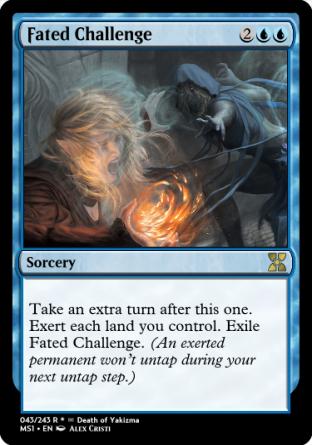 Fated Challenge 2
Sorcery
Take an extra turn after this one.
Exert each land you control. Exile
Fated Challenge. (An exerted
permanent won't untap during your
next untap step.)
043/243 R * = Death of Yakizma
MS1 • EN ALEX CRISTI